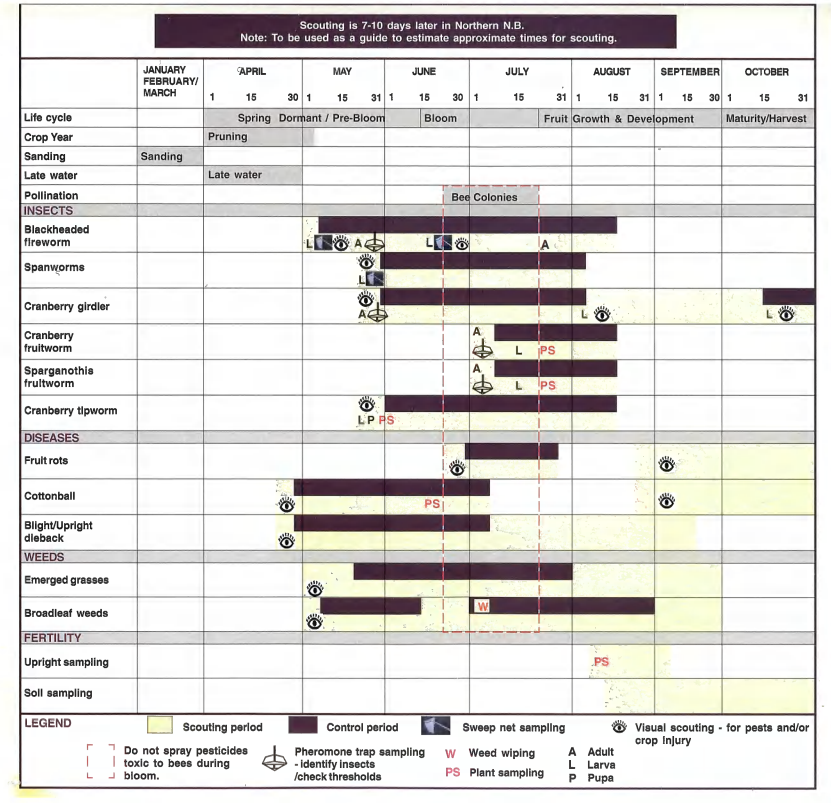 Scouting is 7-10 days later in Northern N.B.
Note: To be used as a guide to estimate approximate times for scouting.
JANUARY
FEBRUARY/
MARCH
APRIL MAY JUNE JULY AUGUST SEPTEMBER OCTOBER
1 15 30 1 15 31 1 15 30 1 15 31 1 15 31 1 15 30 1 15 31
Life cycle Spring Dormant / Pre-Bloom Bloom Fruit Growth & Development Maturity/Harvest
Crop Year Pruning
Sanding Sanding
Late water Late water
Pollination Bee Colonies
INSECTS
Blackheaded
fireworm L A L A
Spanworms
L
Cranberry girdler
A L L
Cranberry A
fruitworm L PS
Sparganothis A
fruitworm L PS
Cranberry tipworm
L P PS
DISEASES
Fruit rots
Cottonball
PS
Blight/Upright
dieback
WEEDS
Emerged grasses
Broadleaf weeds W
FERTILITY
Upright sampling PS
Soil sampling
LEGEND
Scouting period Control period Sweep net sampling Visual scouting - for pests and/or
crop injury
Do not spray pesticides
toxic to bees during
bloom.
Pheromone trap sampling
- identify insects
/check thresholds
W Weed wiping
PS Plant sampling
A Adult
L Larva
P Pupa